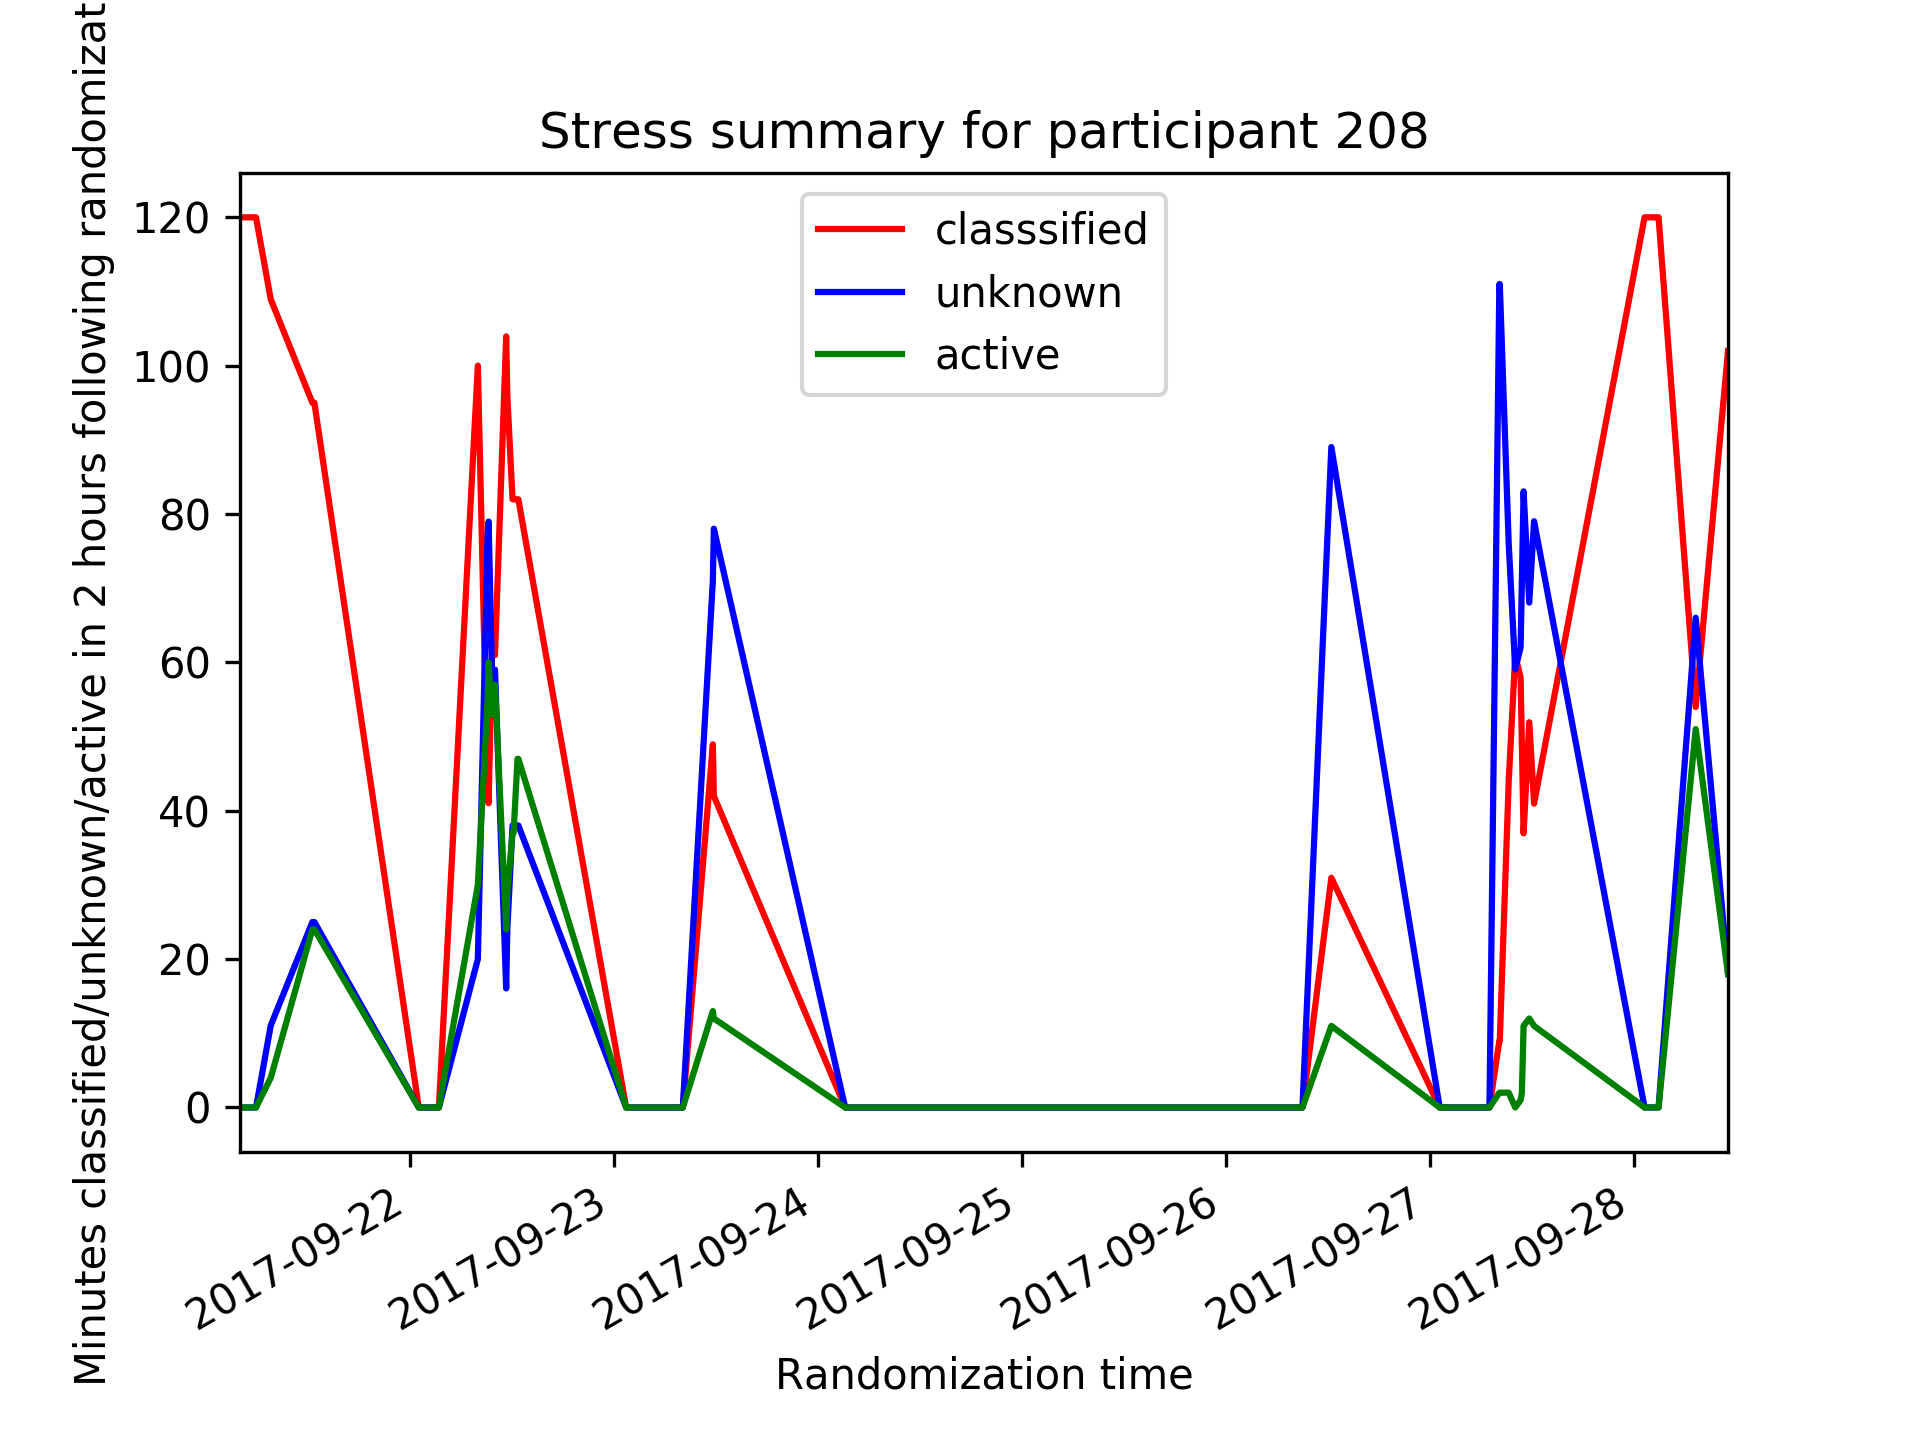 Stress summary for participant 208
Minutes classified/unknown/active in 2 hours following randomizat
120
100
80
60
40
20
0
classsified
unknown
active
2017-09-22
2017-09-23
2017-09-24
2017-09-25
2017-09-26
2017-09-27
2017-09-28
Randomization time